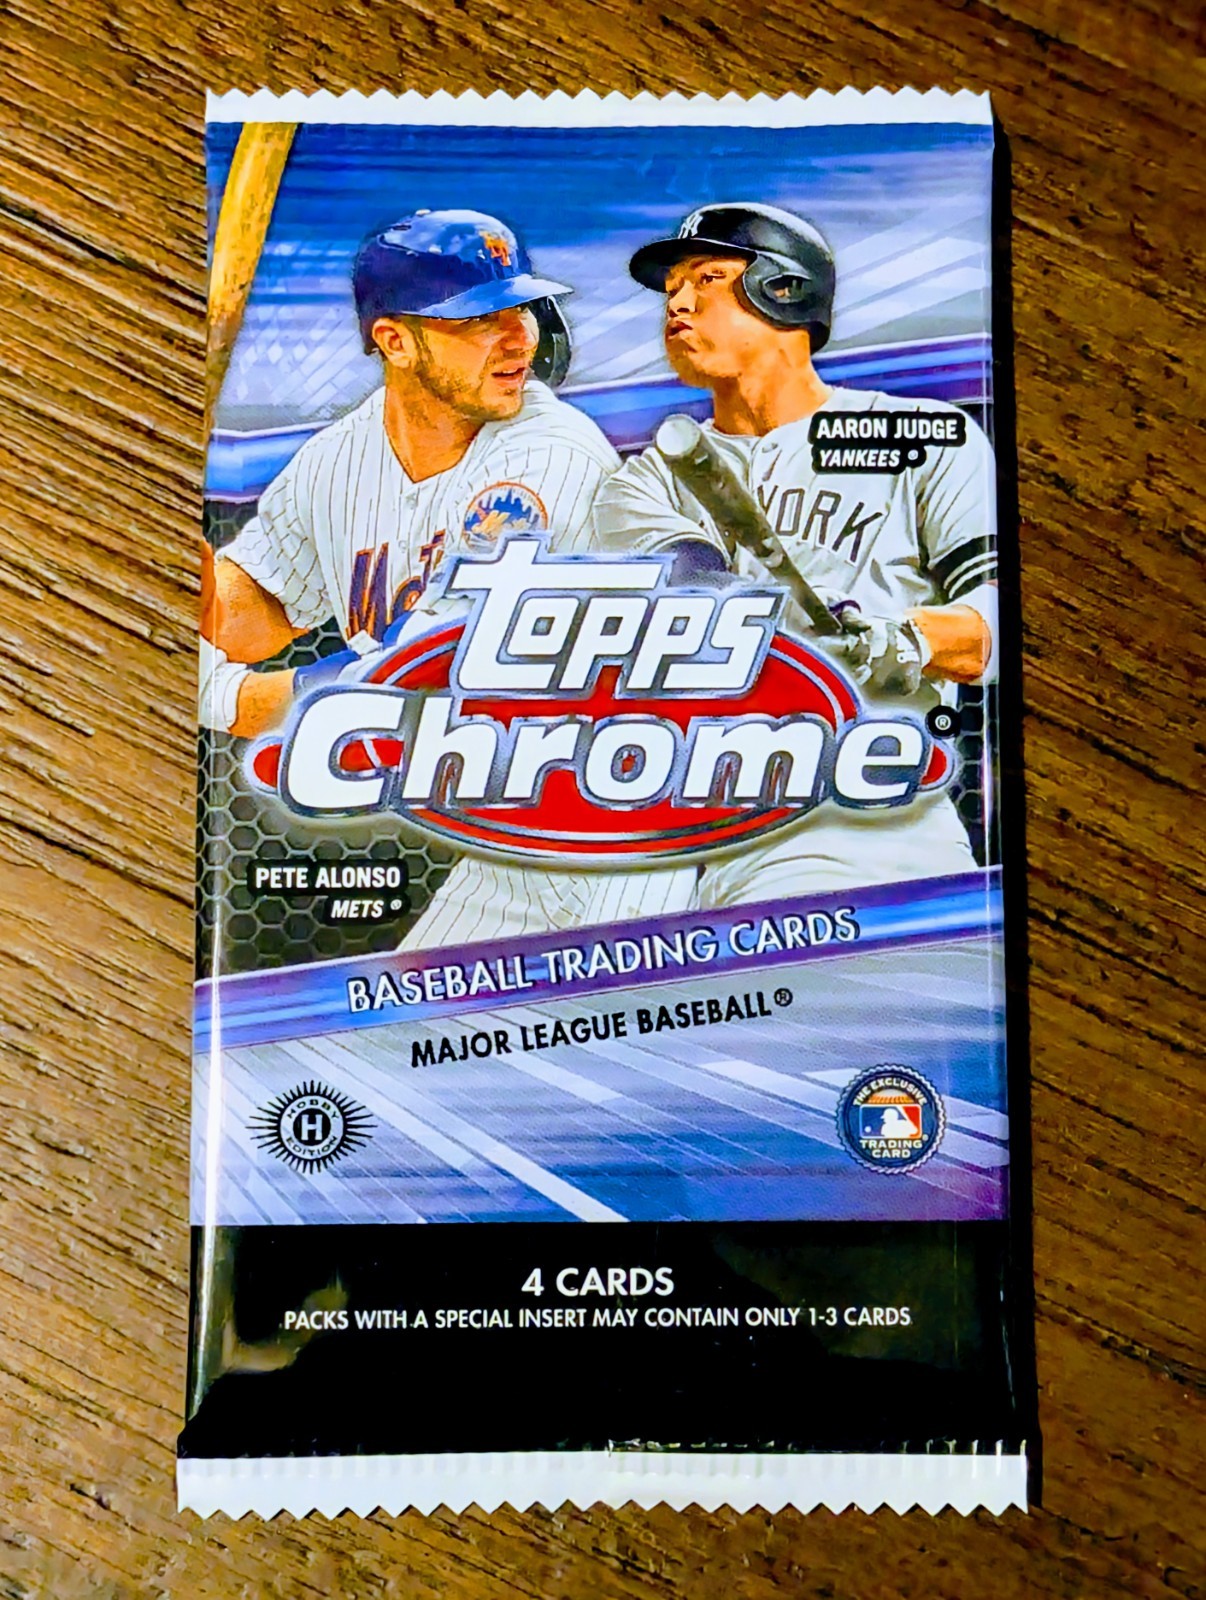 AARON JUDGE
YANKEES ®
YORK
Mets
topps
Chrome®
PETE ALONSO
METS ®
BASEBALL TRADING CARDS
MAJOR LEAGUE BASEBALL®
HOBBY
H
EDITION
THE EXCLUSIVE
TRADING
CARD
4 CARDS
PACKS WITH A SPECIAL INSERT MAY CONTAIN ONLY 1-3 CARDS